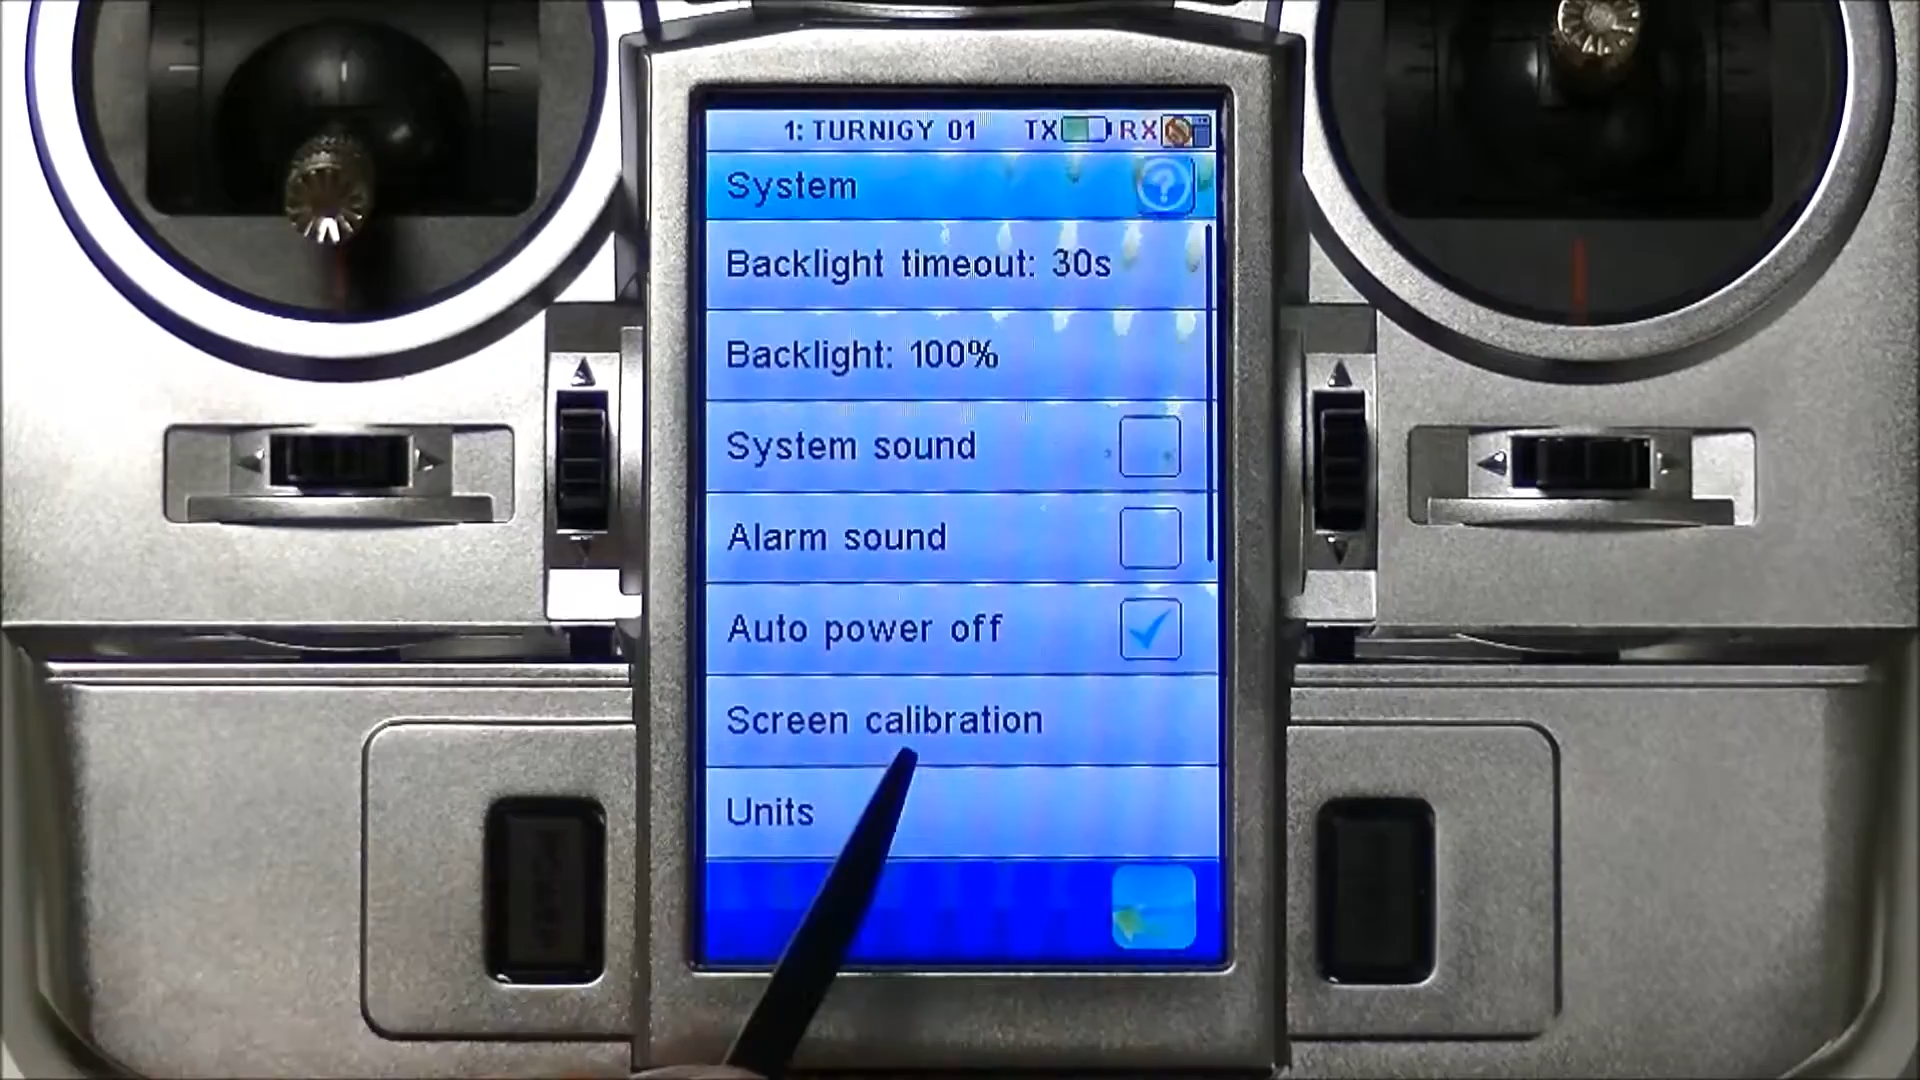 1: TURNIGY 01 TX RX
System ?
Backlight timeout: 30s
Backlight: 100%
System sound
Alarm sound
Auto power off
Screen calibration
Units